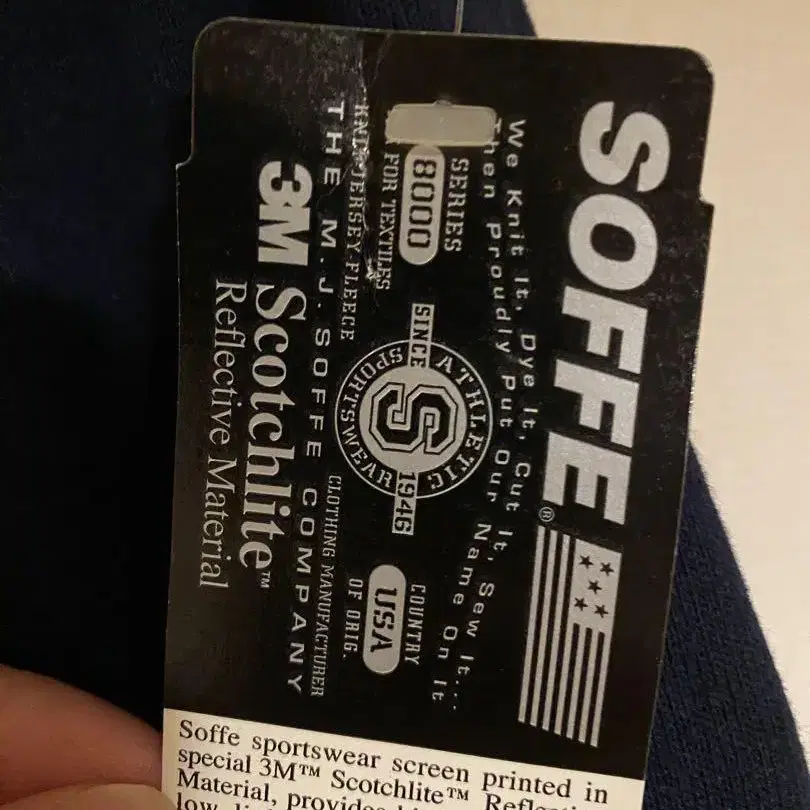 SOFFE®
We Knit It, Dye It, Cut It, Sew It...
Then Proudly Put Our Name On It
SERIES
8000
FOR TEXTILES
KNIT JERSEY FLEECE
SINCE 1946
ATHLETIC
SPORTSWEAR
S
COUNTRY
USA
OF ORIG.
CLOTHING MANUFACTURER
THE M.J. SOFFE COMPANY
3M Scotchlite™
Reflective Material
Soffe sportswear screen printed in
special 3M™ Scotchlite™
Material,
low